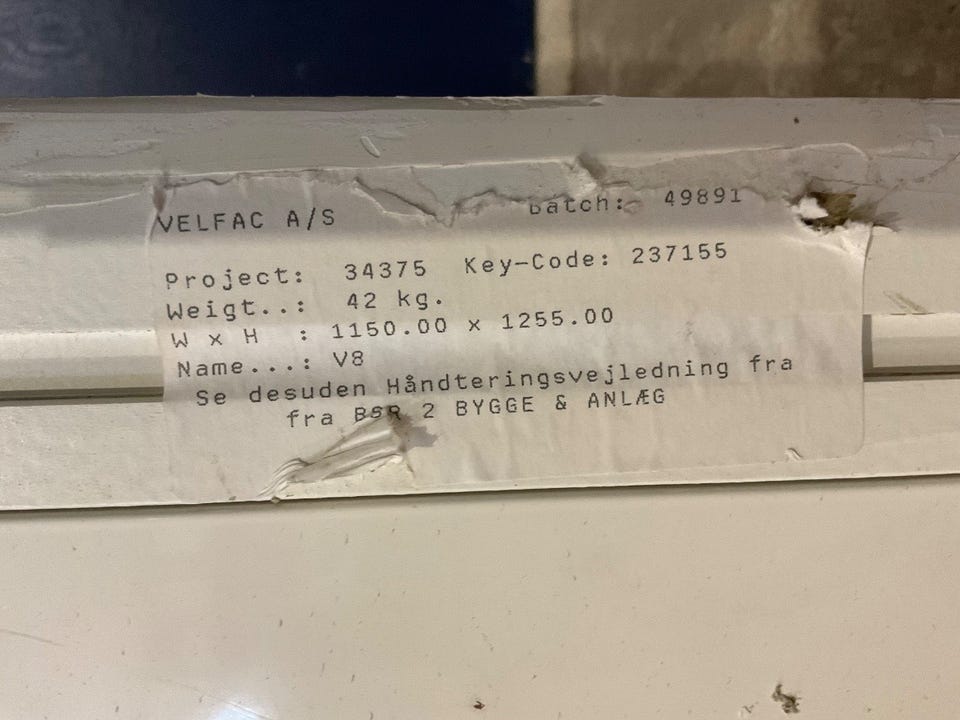 VELFAC A/S Batch: 49891
Project: 34375 Key-Code: 237155
Weigt..: 42 kg.
W x H : 1150.00 x 1255.00
Name...: V8
Se desuden Håndteringsvejledning fra
fra BSR 2 BYGGE & ANLÆG